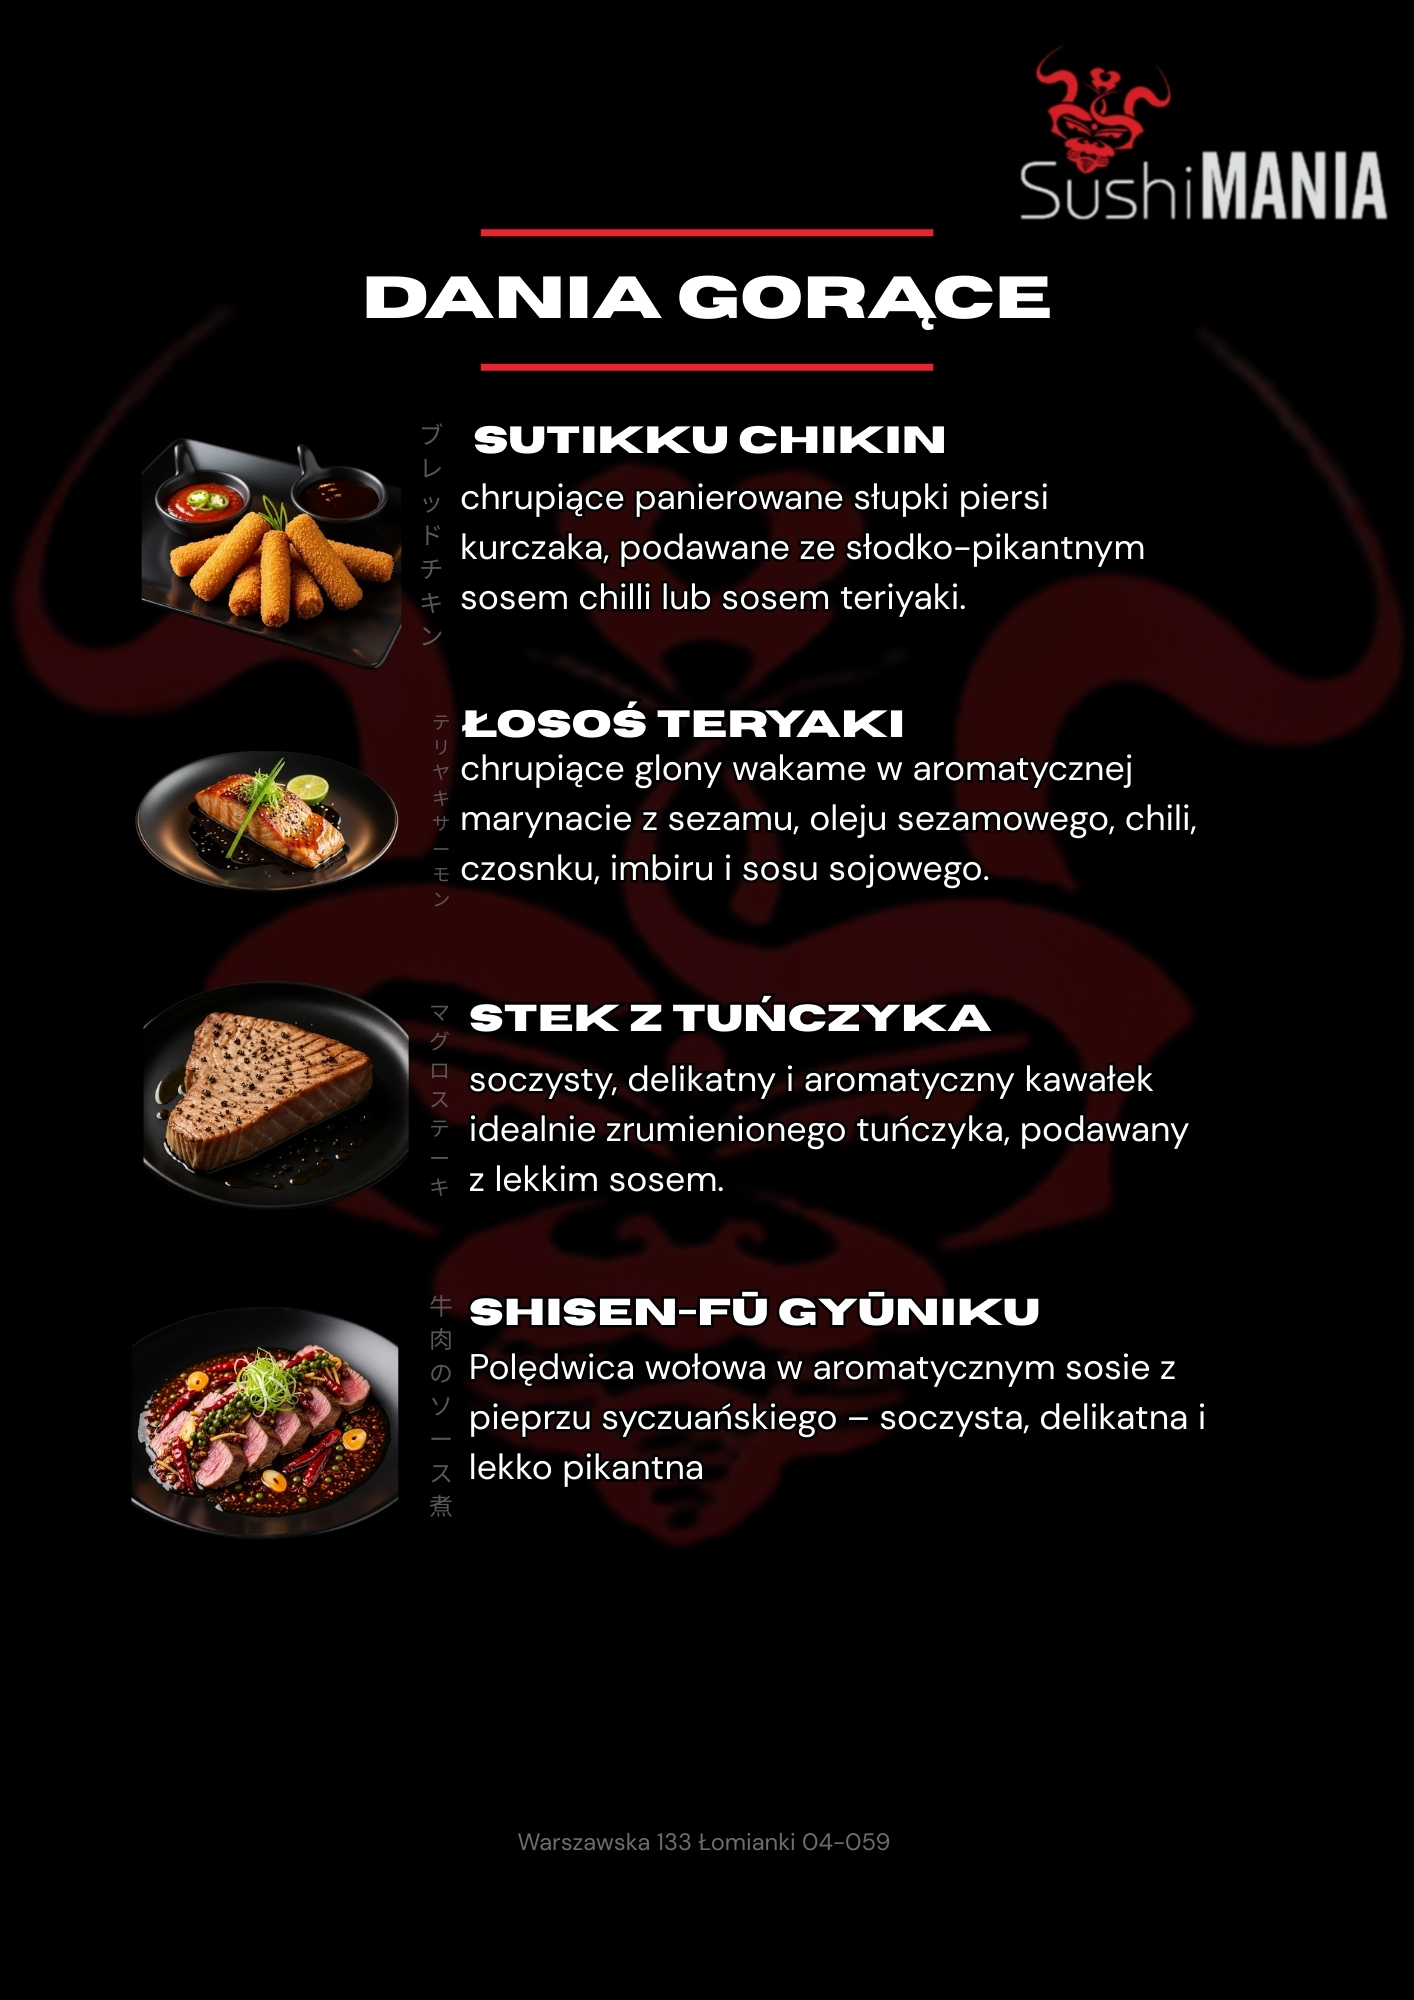 SushiMANIA
DANIA GORĄCE
ブレッドチキン
SUTIKKU CHIKIN
chrupiące panierowane słupki piersi
kurczaka, podawane ze słodko-pikantnym
sosem chilli lub sosem teriyaki.
テリヤキサーモン
ŁOSOŚ TERYAKI
chrupiące glony wakame w aromatycznej
marynacie z sezamu, oleju sezamowego, chili,
czosnku, imbiru i sosu sojowego.
マグロステーキ
STEK Z TUŃCZYKA
soczysty, delikatny i aromatyczny kawałek
idealnie zrumienionego tuńczyka, podawany
z lekkim sosem.
牛肉のソース煮
SHISEN-FŪ GYŪNIKU
Polędwica wołowa w aromatycznym sosie z
pieprzu syczuańskiego – soczysta, delikatna i
lekko pikantna
Warszawska 133 Łomianki 04-059